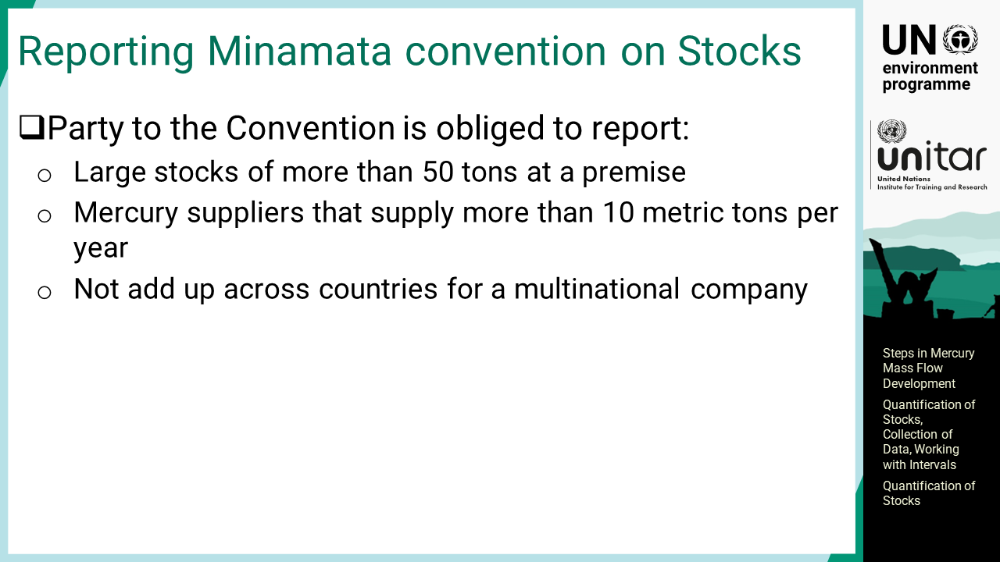 Reporting Minamata convention on Stocks
❑Party to the Convention is obliged to report:
o Large stocks of more than 50 tons at a premise
o Mercury suppliers that supply more than 10 metric tons per
year
o Not add up across countries for a multinational company
UN
environment
programme
unitar
United Nations
Institute for Training and Research
Steps in Mercury
Mass Flow
Development
Quantification of
Stocks,
Collection of
Data, Working
with Intervals
Quantification of
Stocks